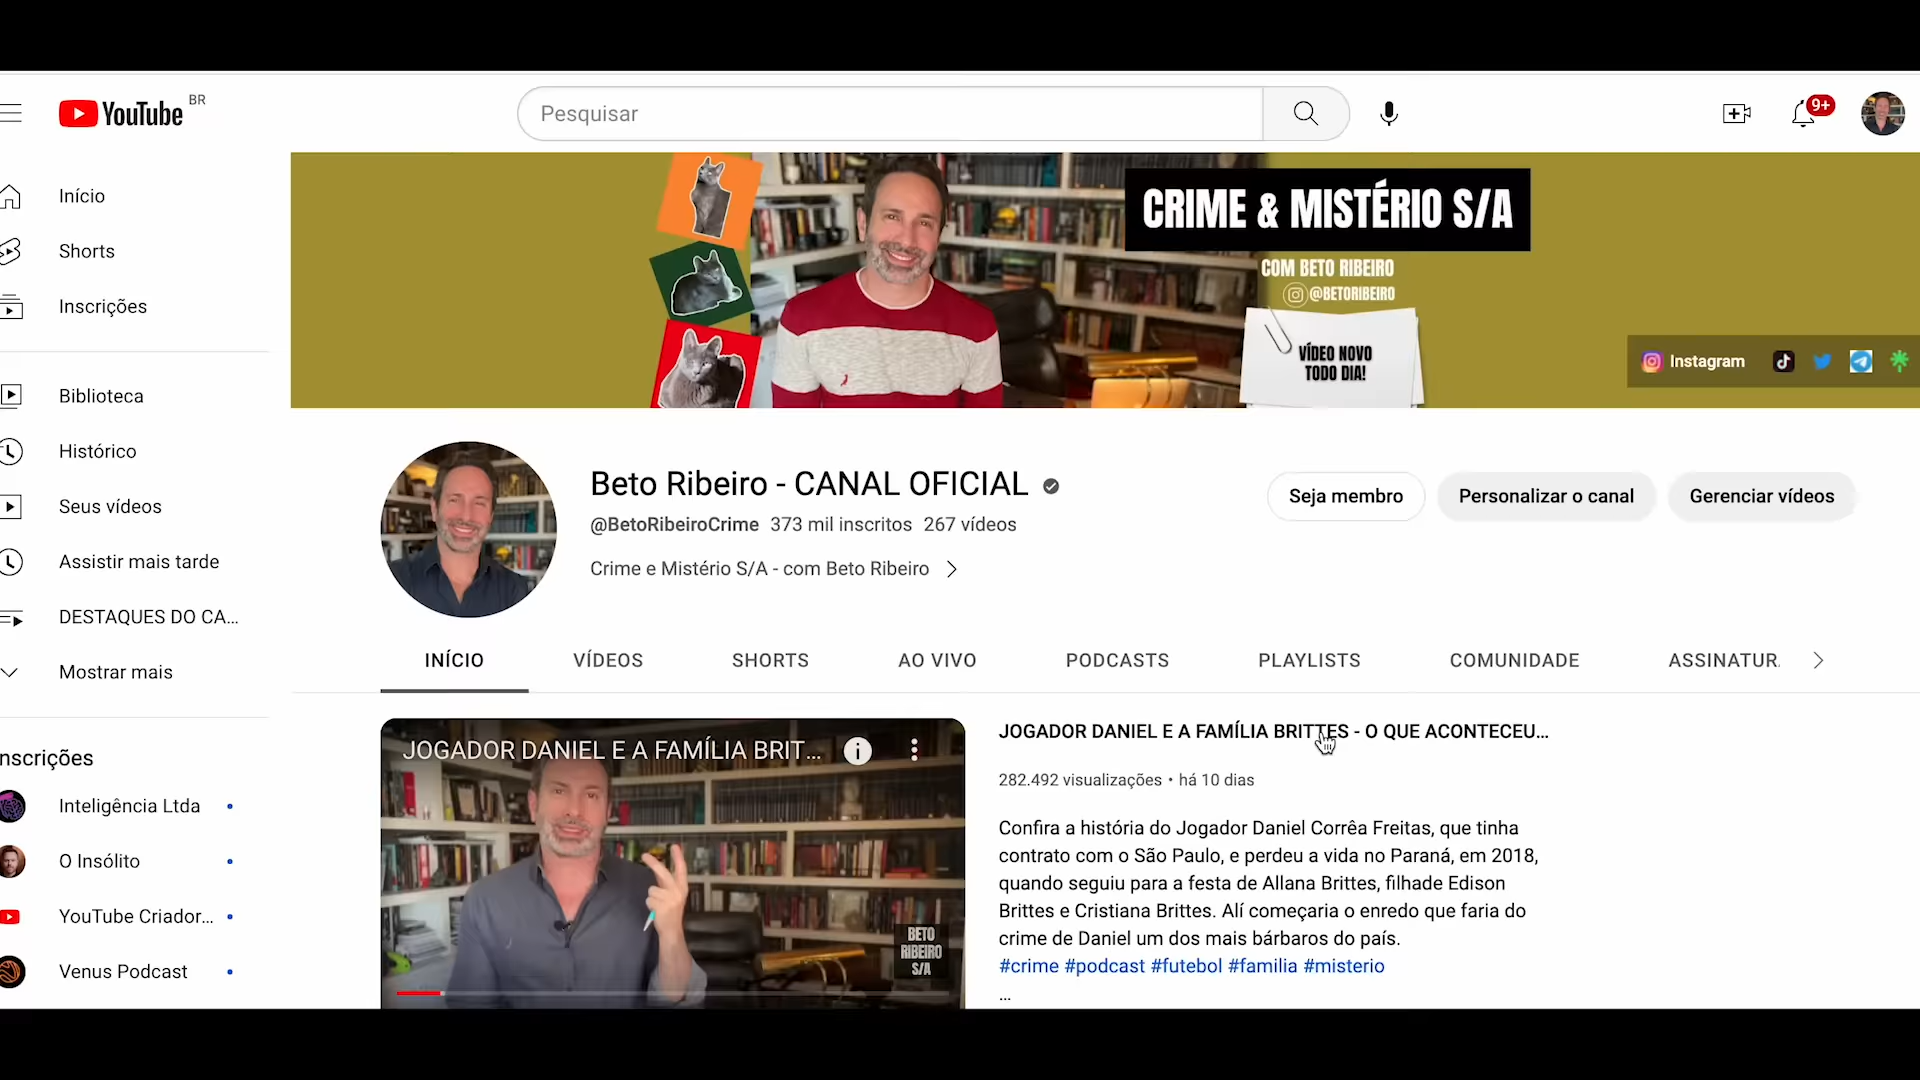 YouTube BR
Pesquisar
9+
Início
Shorts
Inscrições
Biblioteca
Histórico
Seus vídeos
Assistir mais tarde
DESTAQUES DO CA...
Mostrar mais
nscrições
Inteligência Ltda
O Insólito
YouTube Criador...
Venus Podcast
CRIME & MISTÉRIO S/A
COM BETO RIBEIRO
@BETORIBEIRO
VÍDEO NOVO
TODO DIA!
Instagram
Beto Ribeiro - CANAL OFICIAL
@BetoRibeiroCrime 373 mil inscritos 267 vídeos
Crime e Mistério S/A - com Beto Ribeiro
Seja membro
Personalizar o canal
Gerenciar vídeos
INÍCIO
VÍDEOS
SHORTS
AO VIVO
PODCASTS
PLAYLISTS
COMUNIDADE
ASSINATUR
JOGADOR DANIEL E A FAMÍLIA BRIT...
BETO
RIBEIRO
S/A
JOGADOR DANIEL E A FAMÍLIA BRITTES - O QUE ACONTECEU...
282.492 visualizações • há 10 dias
Confira a história do Jogador Daniel Corrêa Freitas, que tinha
contrato com o São Paulo, e perdeu a vida no Paraná, em 2018,
quando seguiu para a festa de Allana Brittes, filhade Edison
Brittes e Cristiana Brittes. Alí começaria o enredo que faria do
crime de Daniel um dos mais bárbaros do país.
#crime #podcast #futebol #familia #misterio
...